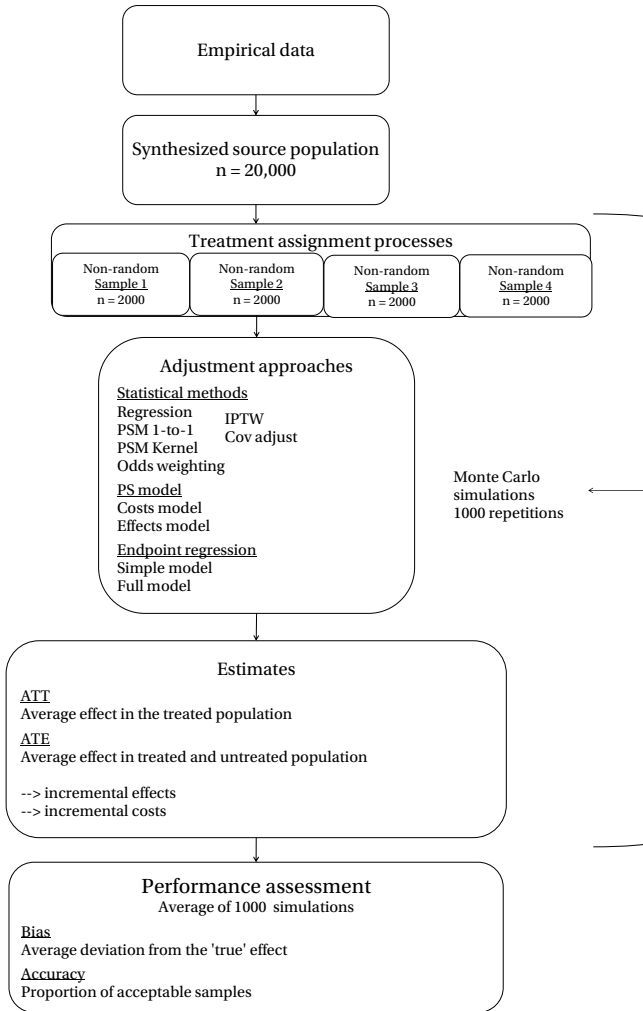 Empirical data
Synthesized source population
n = 20,000
Treatment assignment processes
Non-random
Sample 1
n = 2000
Non-random
Sample 2
n = 2000
Non-random
Sample 3
n = 2000
Non-random
Sample 4
n = 2000
Adjustment approaches
Statistical methods
Regression
PSM 1-to-1
PSM Kernel
Odds weighting
IPTW
Cov adjust
PS model
Costs model
Effects model
Endpoint regression
Simple model
Full model
Monte Carlo
simulations
1000 repetitions
Estimates
ATT
Average effect in the treated population
ATE
Average effect in treated and untreated population
--> incremental effects
--> incremental costs
Performance assessment
Average of 1000 simulations
Bias
Average deviation from the 'true' effect
Accuracy
Proportion of acceptable samples